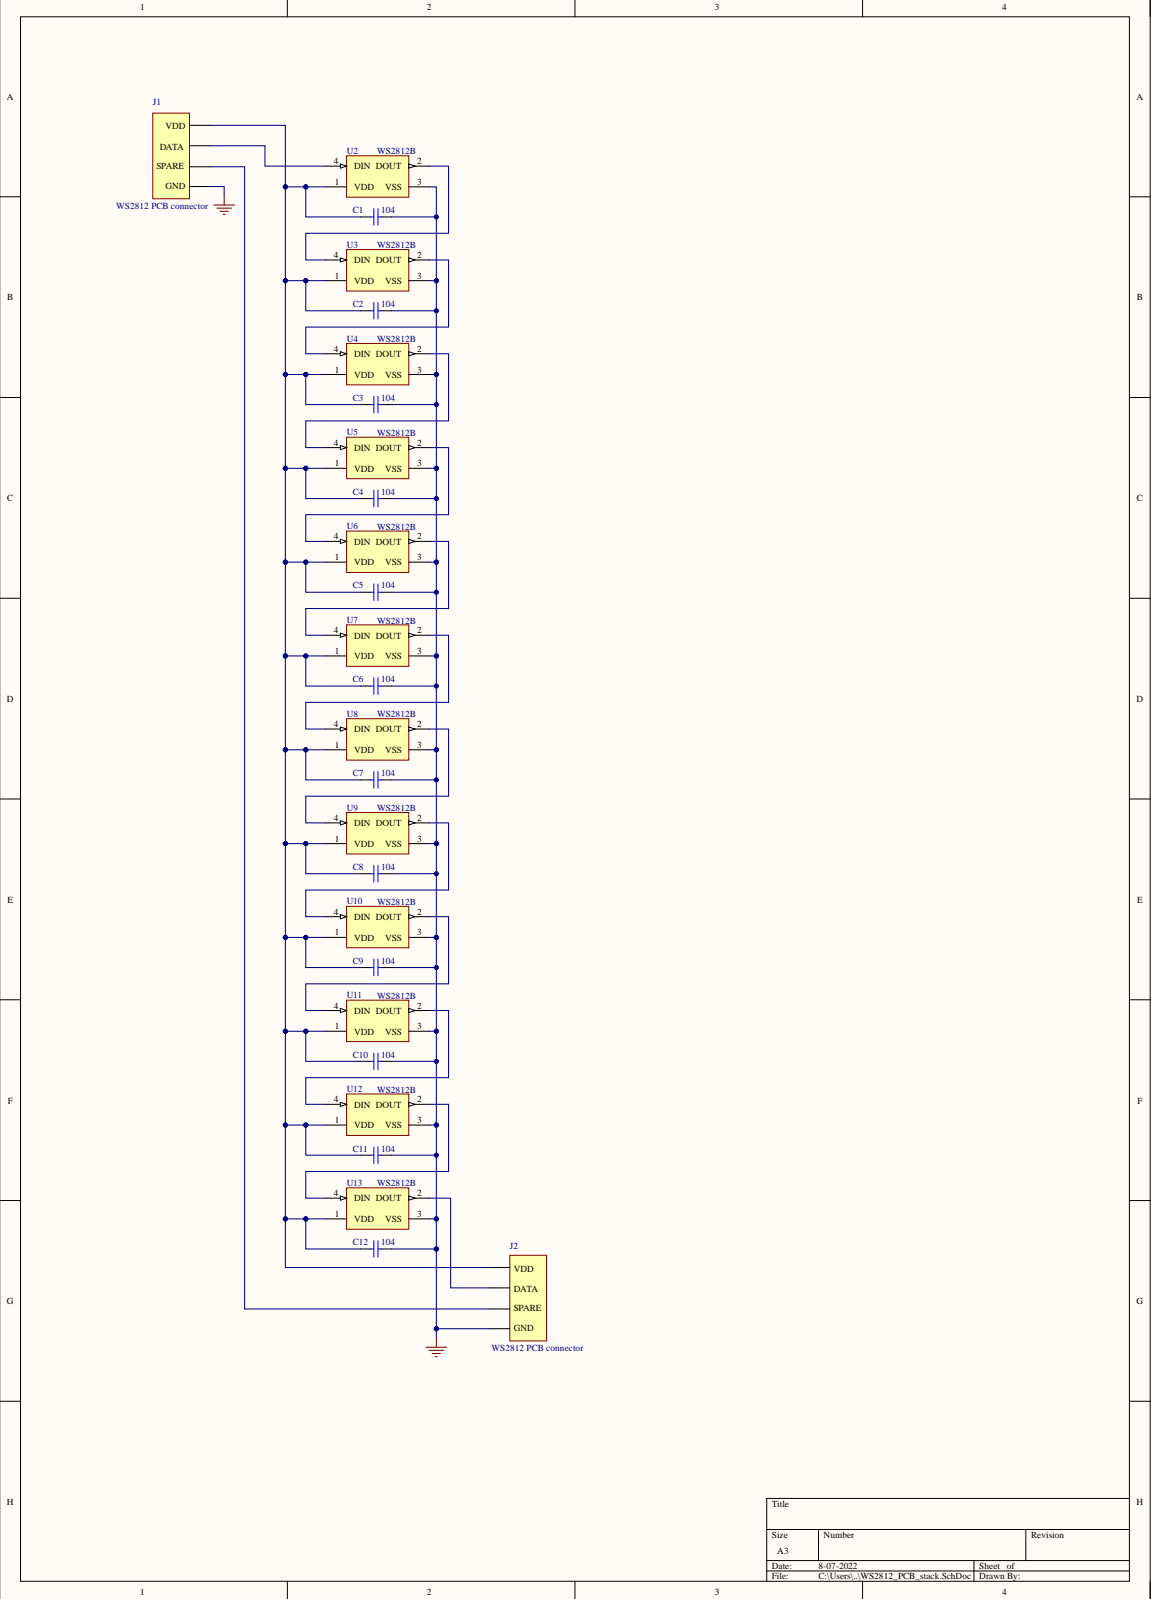 1 2 3 4
A A
J1
VDD
DATA
SPARE
GND
WS2812 PCB connector
U2 WS2812B
4 DIN DOUT 2
1 VDD VSS 3
C1 104
U3 WS2812B
4 DIN DOUT 2
1 VDD VSS 3
B B
C2 104
U4 WS2812B
4 DIN DOUT 2
1 VDD VSS 3
C3 104
U5 WS2812B
4 DIN DOUT 2
1 VDD VSS 3
C4 104
C C
U6 WS2812B
4 DIN DOUT 2
1 VDD VSS 3
C5 104
U7 WS2812B
4 DIN DOUT 2
1 VDD VSS 3
C6 104
D D
U8 WS2812B
4 DIN DOUT 2
1 VDD VSS 3
C7 104
U9 WS2812B
4 DIN DOUT 2
1 VDD VSS 3
C8 104
E E
U10 WS2812B
4 DIN DOUT 2
1 VDD VSS 3
C9 104
U11 WS2812B
4 DIN DOUT 2
1 VDD VSS 3
C10 104
U12 WS2812B
F F
4 DIN DOUT 2
1 VDD VSS 3
C11 104
U13 WS2812B
4 DIN DOUT 2
1 VDD VSS 3
C12 104
J2
VDD
DATA
G G
SPARE
GND
WS2812 PCB connector
H H
Title
Size Number Revision
A3
Date: 8-07-2022 Sheet of
File: C:\Users\..\WS2812_PCB_stack.SchDoc Drawn By:
1 2 3 4